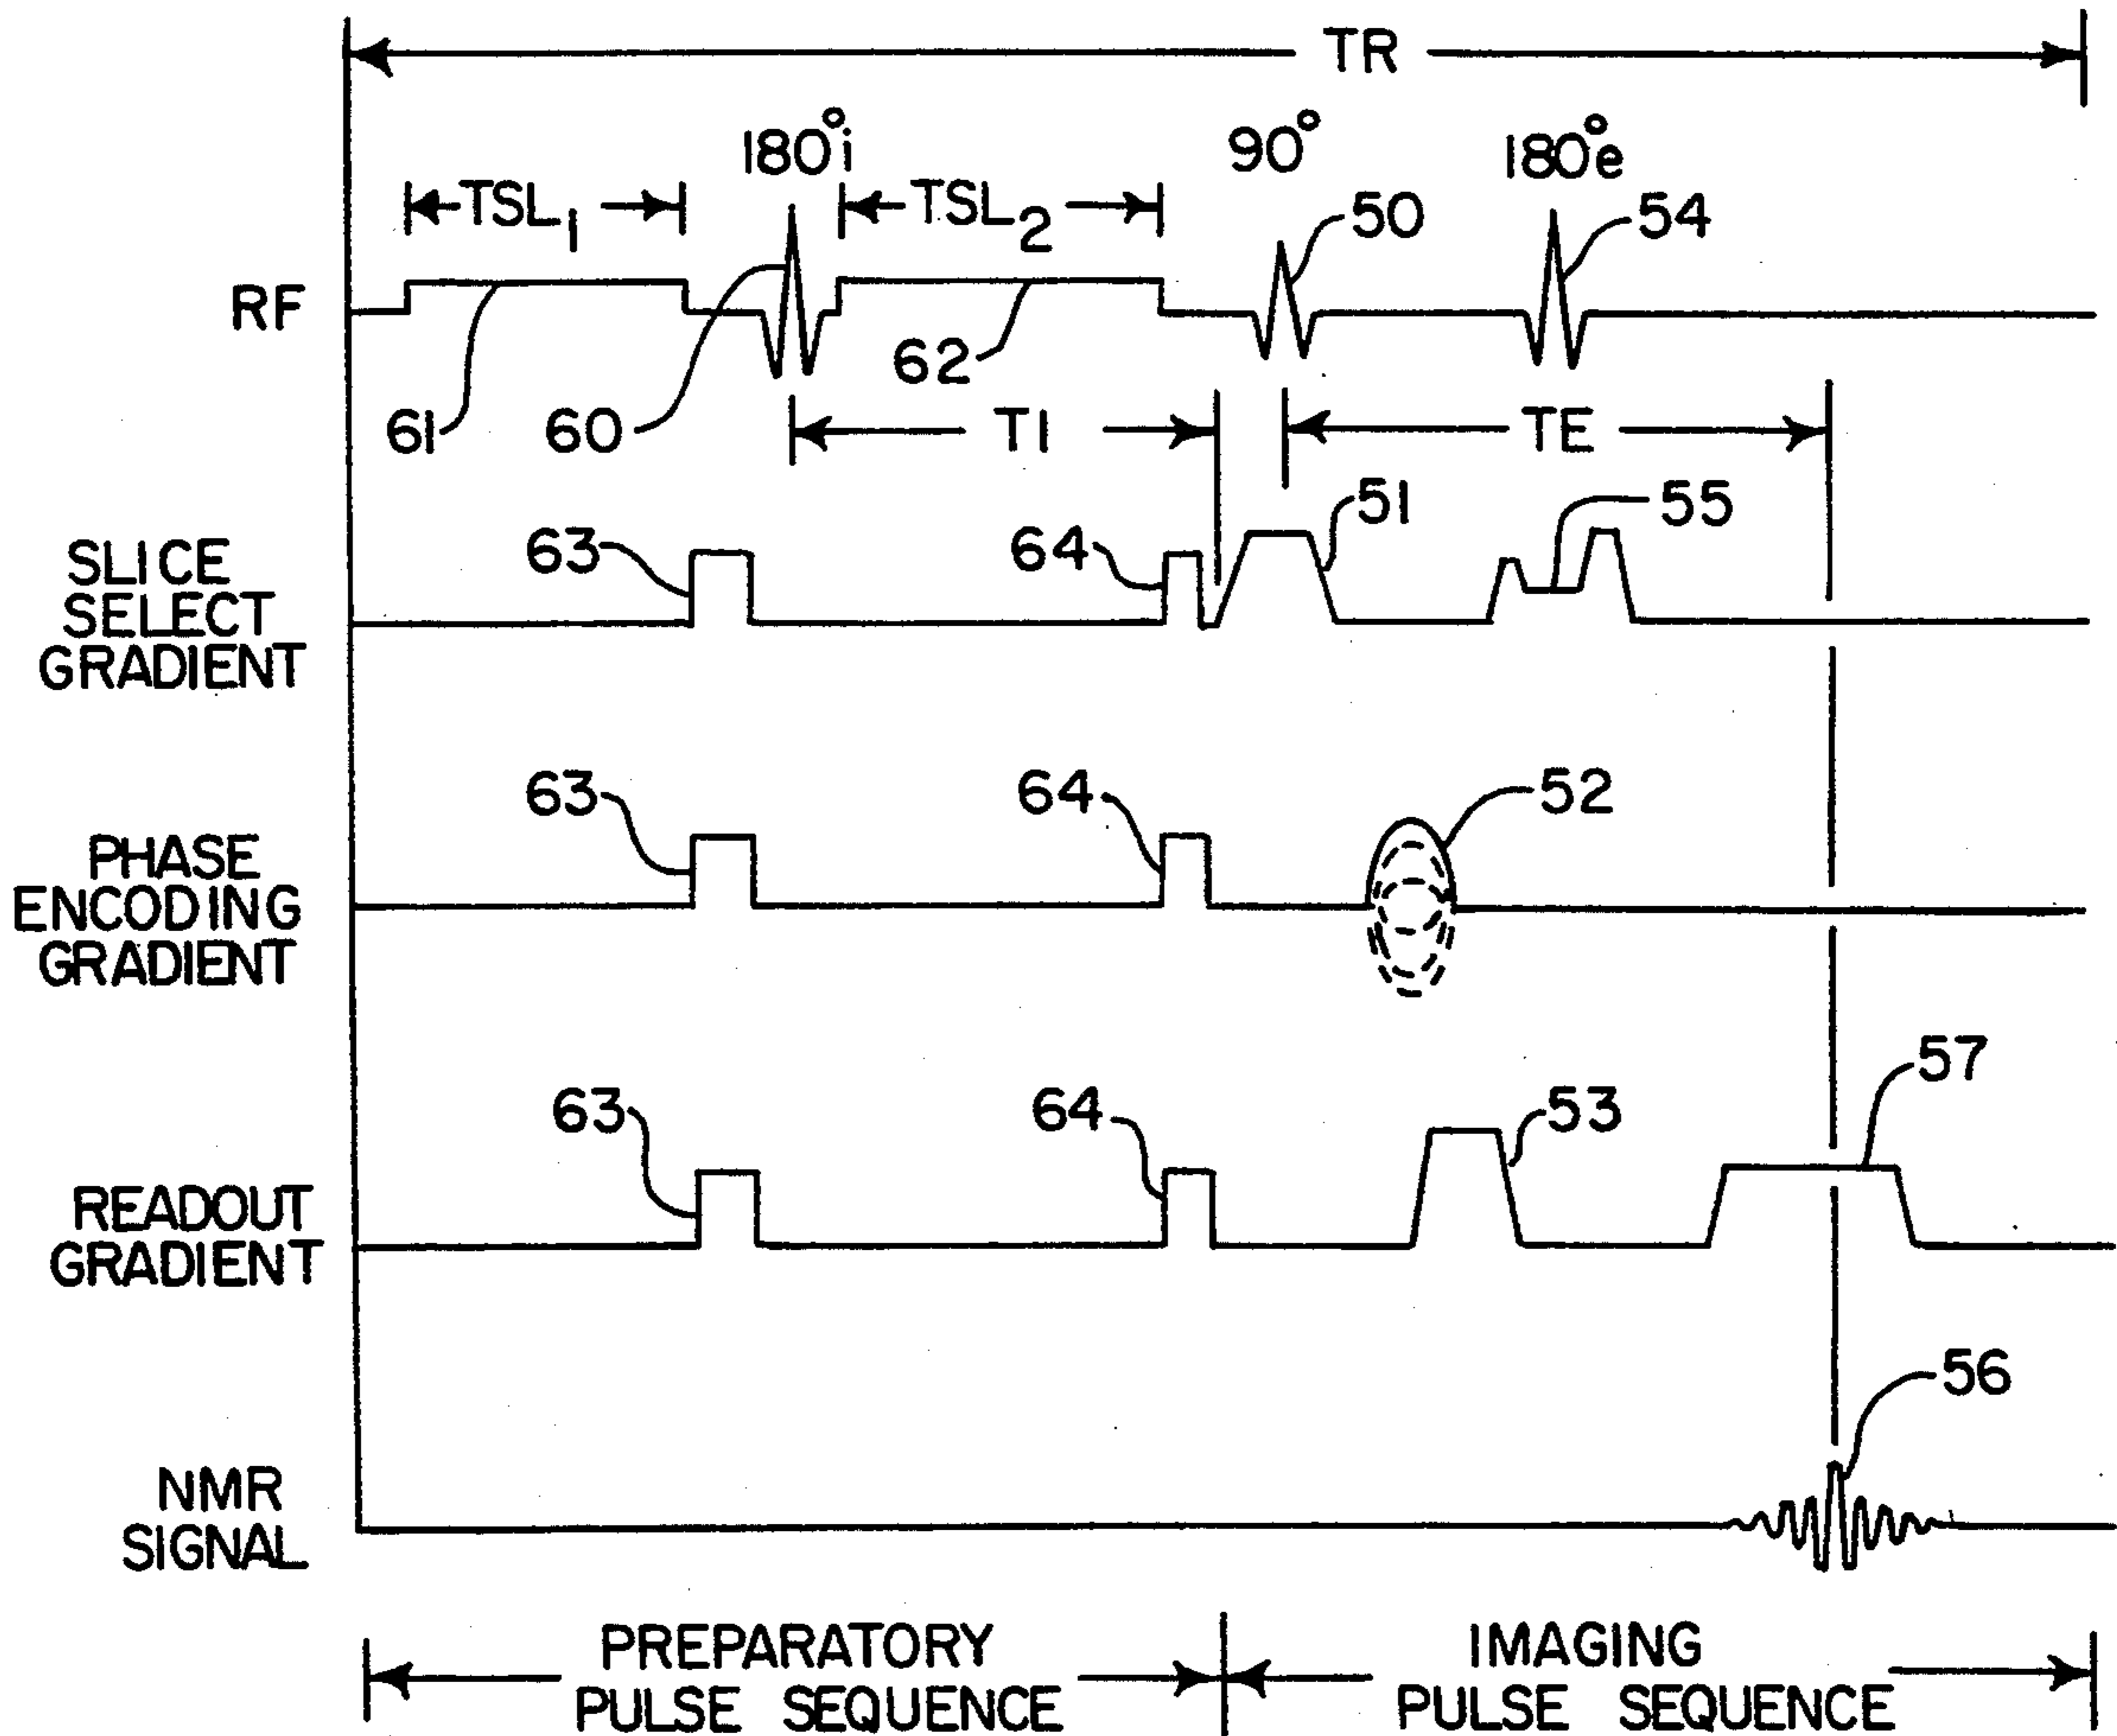 TR
180°i
90°
180°e
TSL1
TSL2
50
54
RF
61
60
62
TI
TE
SLICE
SELECT
GRADIENT
63
64
51
55
PHASE
ENCODING
GRADIENT
63
64
52
READOUT
GRADIENT
63
64
53
57
NMR
SIGNAL
56
PREPARATORY
PULSE SEQUENCE
IMAGING
PULSE SEQUENCE